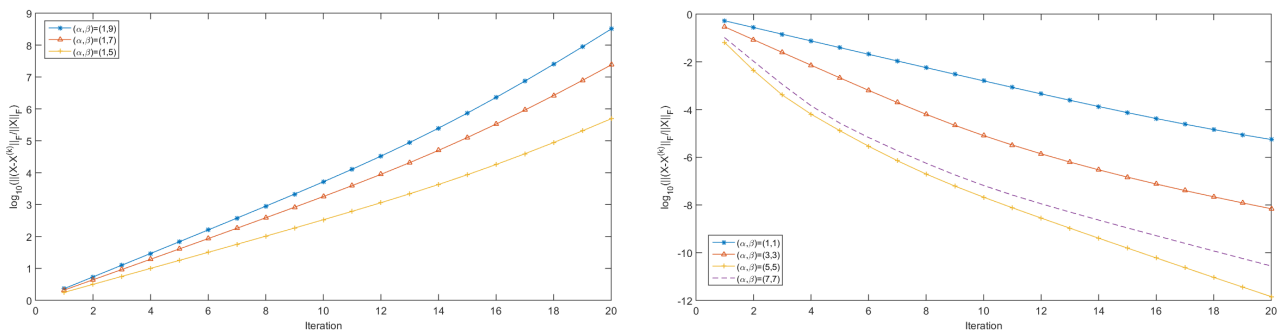 9
8
7
6
5
4
3
2
1
0
log10(||(X-X(k)||F/||X||F)
(α,β)=(1,9)
(α,β)=(1,7)
(α,β)=(1,5)
0 2 4 6 8 10 12 14 16 18 20
Iteration
0
-2
-4
-6
-8
-10
-12
log10(||(X-X(k)||F/||X||F)
(α,β)=(1,1)
(α,β)=(3,3)
(α,β)=(5,5)
(α,β)=(7,7)
0 2 4 6 8 10 12 14 16 18 20
Iteration